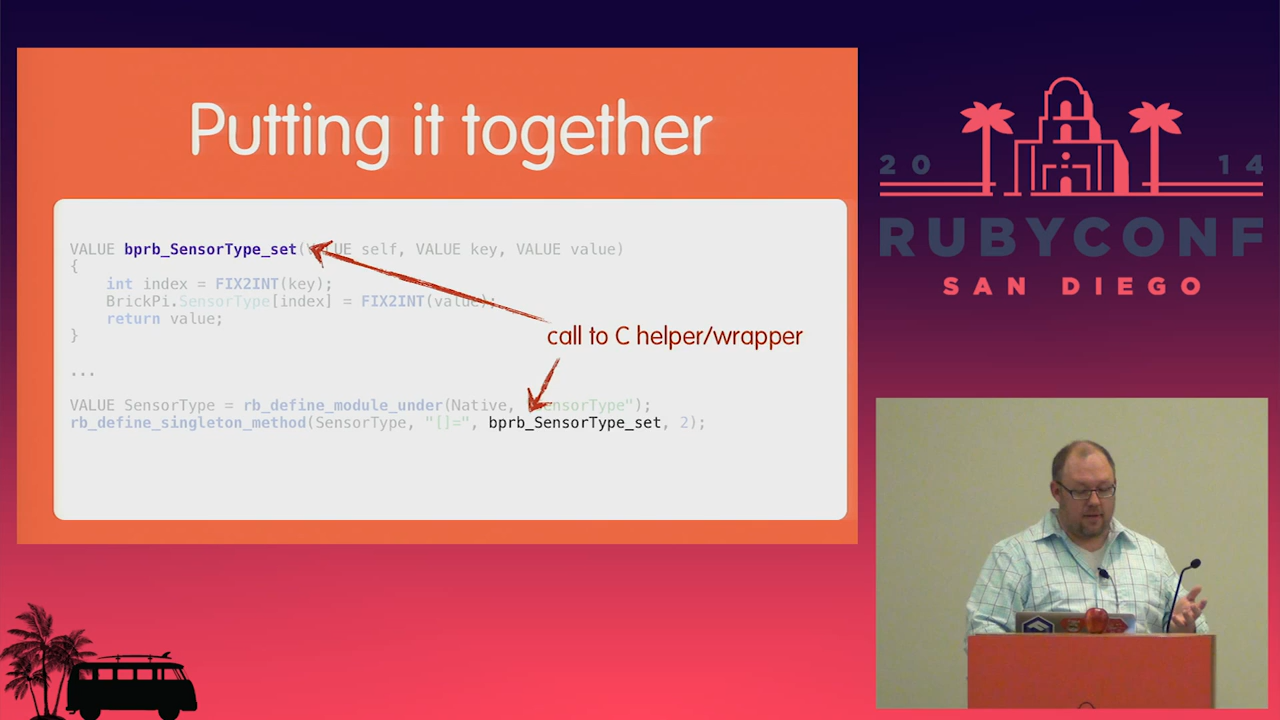 Putting it together
VALUE bprb_SensorType_set(VALUE self, VALUE key, VALUE value)
{
int index = FIX2INT(key);
BrickPi.SensorType[index] = FIX2INT(value);
return value;
}
call to C helper/wrapper
...
VALUE SensorType = rb_define_module_under(Native, "SensorType");
rb_define_singleton_method(SensorType, "[]=", bprb_SensorType_set, 2);
20 14
RUBYCONF
SAN DIEGO